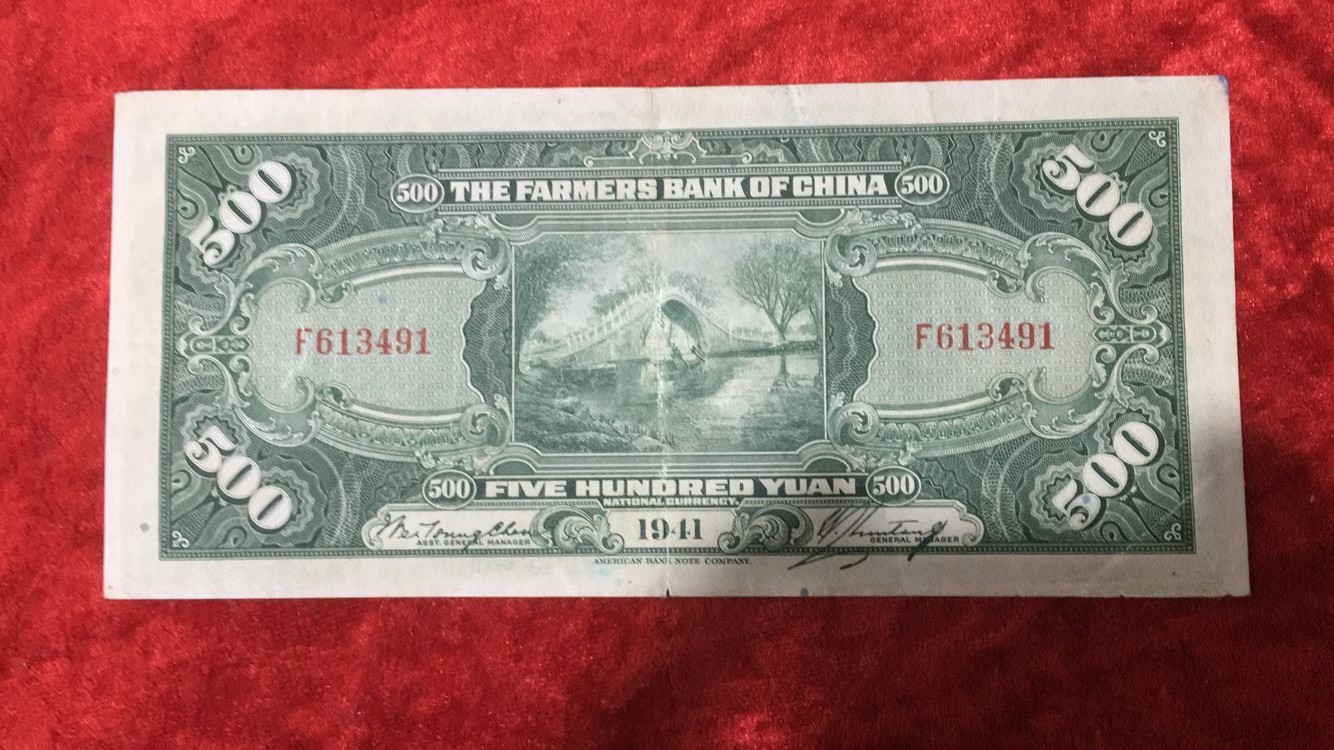 500 500
500 THE FARMERS BANK OF CHINA 500
F613491 F613491
500 FIVE HUNDRED YUAN 500
NATIONAL CURRENCY.
500 1941 500
ASST. GENERAL MANAGER GENERAL MANAGER
AMERICAN BANK NOTE COMPANY.